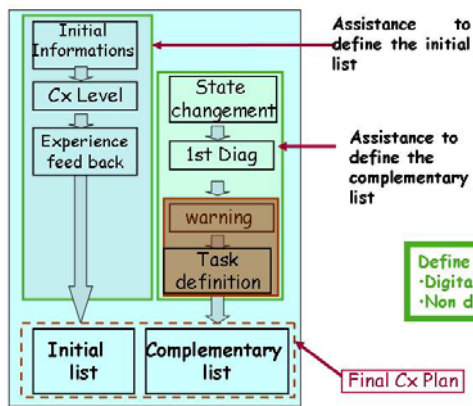 Initial
Informations
Cx Level
Experience
feed back
State
changement
1st Diag
warning
Task
definition
Initial
list
Complementary
list
Assistance to
define the initial
list
Assistance to
define the
complementary
list
Define
·Digita
·Non d
Final Cx Plan